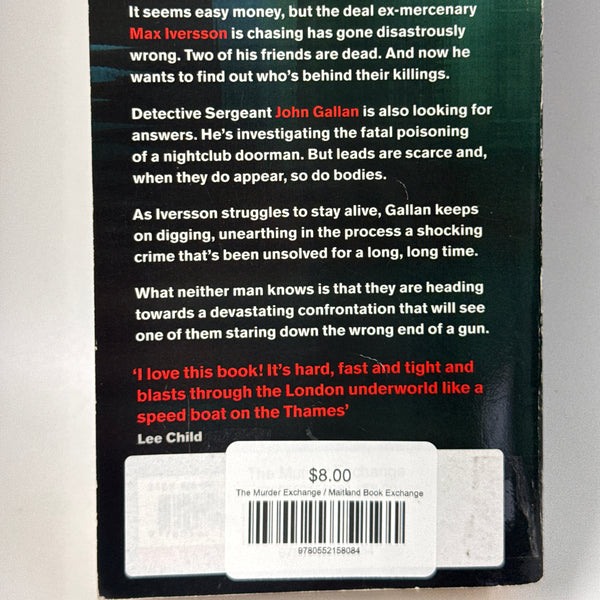 It seems easy money, but the deal ex-mercenary
Max Iversson is chasing has gone disastrously
wrong. Two of his friends are dead. And now he
wants to find out who's behind their killings.
Detective Sergeant John Gallan is also looking for
answers. He's investigating the fatal poisoning
of a nightclub doorman. But leads are scarce and,
when they do appear, so do bodies.
As Iversson struggles to stay alive, Gallan keeps
on digging, unearthing in the process a shocking
crime that's been unsolved for a long, long time.
What neither man knows is that they are heading
towards a devastating confrontation that will see
one of them staring down the wrong end of a gun.
'I love this book! It's hard, fast and tight and
blasts through the London underworld like a
speed boat on the Thames'
Lee Child
$8.00
The Murder Exchange / Maitland Book Exchange
9780552158084